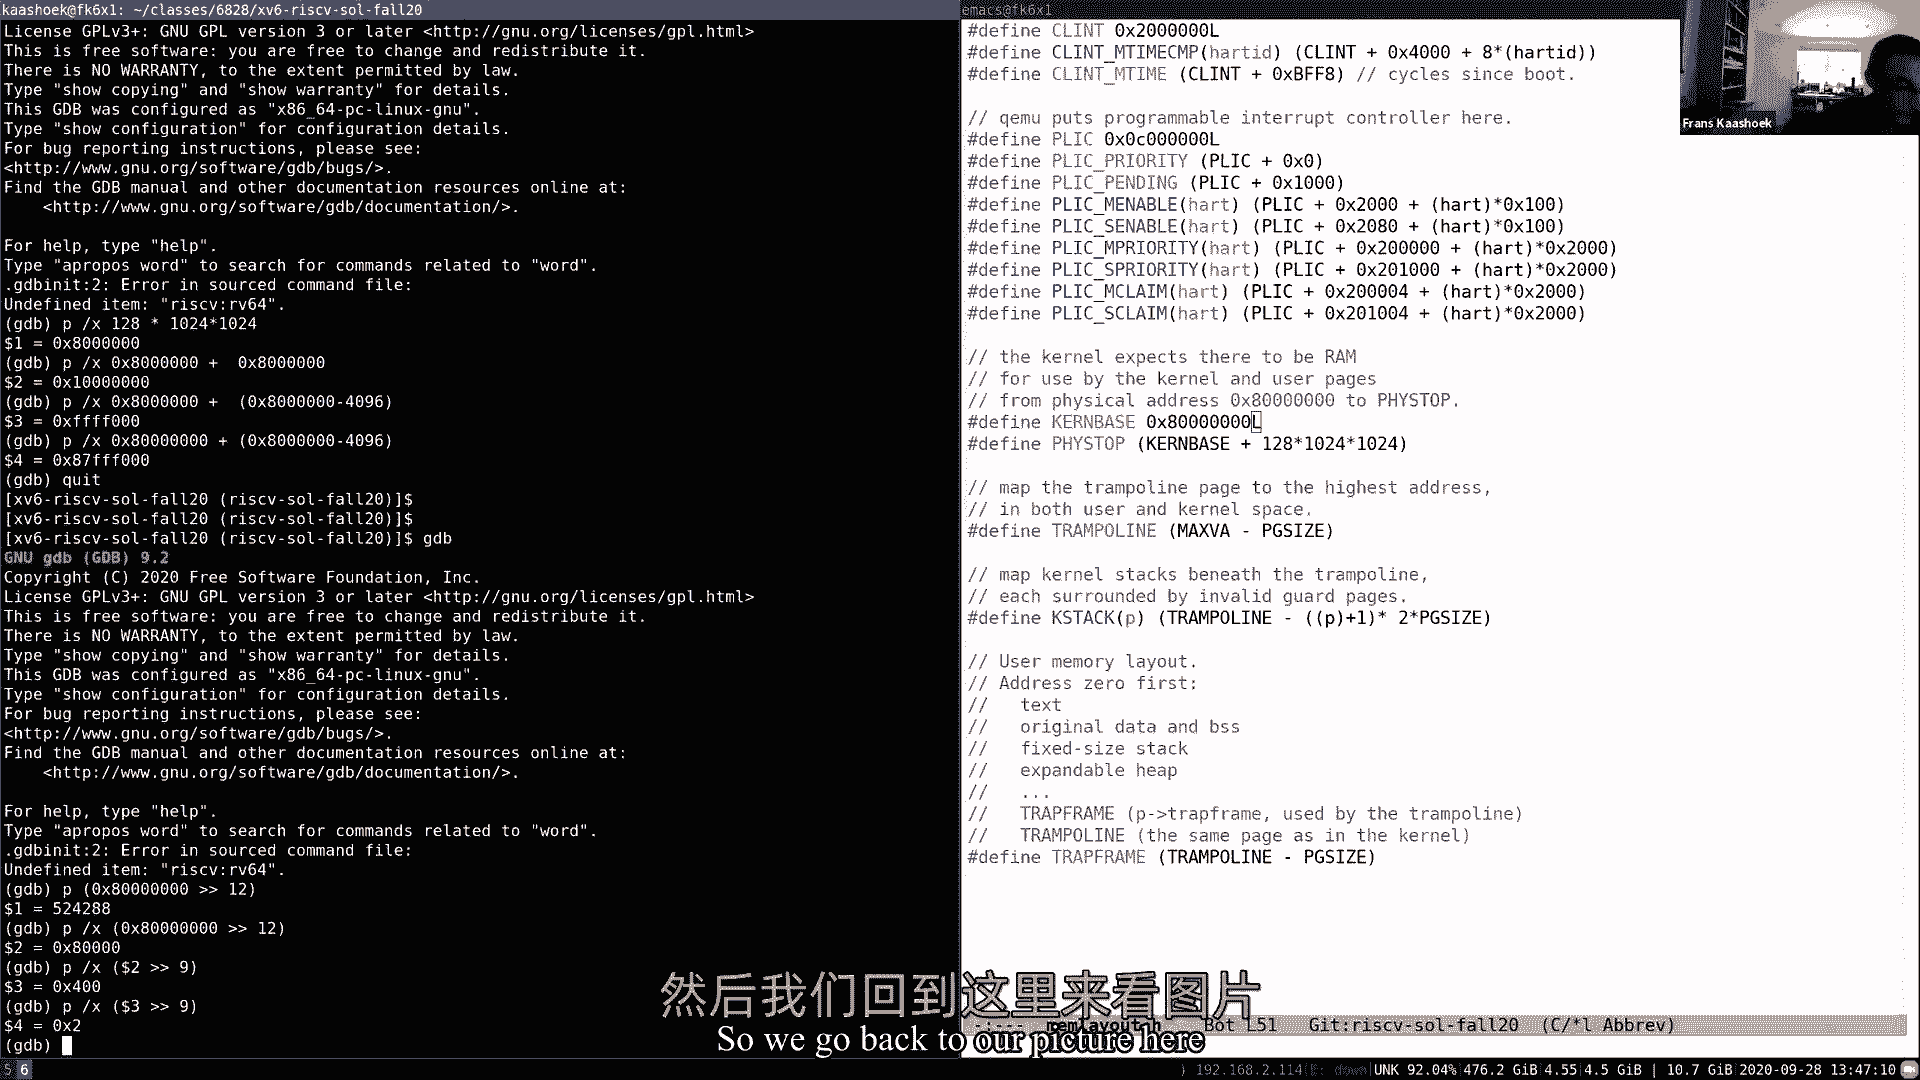 kaashoek@fk6x1: ~/classes/6828/xv6-riscv-sol-fall20
License GPLv3+: GNU GPL version 3 or later <http://gnu.org/licenses/gpl.html>
This is free software: you are free to change and redistribute it.
There is NO WARRANTY, to the extent permitted by law.
Type "show copying" and "show warranty" for details.
This GDB was configured as "x86_64-pc-linux-gnu".
Type "show configuration" for configuration details.
For bug reporting instructions, please see:
<http://www.gnu.org/software/gdb/bugs/>.
Find the GDB manual and other documentation resources online at:
    <http://www.gnu.org/software/gdb/documentation/>.
For help, type "help".
Type "apropos word" to search for commands related to "word".
.gdbinit:2: Error in sourced command file:
Undefined item: "riscv:rv64".
(gdb) p /x 128 * 1024*1024
$1 = 0x8000000
(gdb) p /x 0x8000000 +  0x8000000
$2 = 0x10000000
(gdb) p /x 0x8000000 +  (0x8000000-4096)
$3 = 0xffff000
(gdb) p /x 0x80000000 + (0x8000000-4096)
$4 = 0x87fff000
(gdb) quit
[xv6-riscv-sol-fall20 (riscv-sol-fall20)]$
[xv6-riscv-sol-fall20 (riscv-sol-fall20)]$
[xv6-riscv-sol-fall20 (riscv-sol-fall20)]$ gdb
GNU gdb (GDB) 9.2
Copyright (C) 2020 Free Software Foundation, Inc.
License GPLv3+: GNU GPL version 3 or later <http://gnu.org/licenses/gpl.html>
This is free software: you are free to change and redistribute it.
There is NO WARRANTY, to the extent permitted by law.
Type "show copying" and "show warranty" for details.
This GDB was configured as "x86_64-pc-linux-gnu".
Type "show configuration" for configuration details.
For bug reporting instructions, please see:
<http://www.gnu.org/software/gdb/bugs/>.
Find the GDB manual and other documentation resources online at:
    <http://www.gnu.org/software/gdb/documentation/>.
For help, type "help".
Type "apropos word" to search for commands related to "word".
.gdbinit:2: Error in sourced command file:
Undefined item: "riscv:rv64".
(gdb) p (0x80000000 >> 12)
$1 = 524288
(gdb) p /x (0x80000000 >> 12)
$2 = 0x80000
(gdb) p /x ($2 >> 9)
$3 = 0x400
(gdb) p /x ($3 >> 9)
$4 = 0x2
(gdb)
emacs@fk6x1
#define CLINT 0x2000000L
#define CLINT_MTIMECMP(hartid) (CLINT + 0x4000 + 8*(hartid))
#define CLINT_MTIME (CLINT + 0xBFF8) // cycles since boot.
// qemu puts programmable interrupt controller here.
#define PLIC 0x0c000000L
#define PLIC_PRIORITY (PLIC + 0x0)
#define PLIC_PENDING (PLIC + 0x1000)
#define PLIC_MENABLE(hart) (PLIC + 0x2000 + (hart)*0x100)
#define PLIC_SENABLE(hart) (PLIC + 0x2080 + (hart)*0x100)
#define PLIC_MPRIORITY(hart) (PLIC + 0x200000 + (hart)*0x2000)
#define PLIC_SPRIORITY(hart) (PLIC + 0x201000 + (hart)*0x2000)
#define PLIC_MCLAIM(hart) (PLIC + 0x200004 + (hart)*0x2000)
#define PLIC_SCLAIM(hart) (PLIC + 0x201004 + (hart)*0x2000)
// the kernel expects there to be RAM
// for use by the kernel and user pages
// from physical address 0x80000000 to PHYSTOP.
#define KERNBASE 0x80000000L
#define PHYSTOP (KERNBASE + 128*1024*1024)
// map the trampoline page to the highest address,
// in both user and kernel space.
#define TRAMPOLINE (MAXVA - PGSIZE)
// map kernel stacks beneath the trampoline,
// each surrounded by invalid guard pages.
#define KSTACK(p) (TRAMPOLINE - ((p)+1)* 2*PGSIZE)
// User memory layout.
// Address zero first:
//   text
//   original data and bss
//   fixed-size stack
//   expandable heap
//   ...
//   TRAPFRAME (p->trapframe, used by the trampoline)
//   TRAMPOLINE (the same page as in the kernel)
#define TRAPFRAME (TRAMPOLINE - PGSIZE)
Frans Kaashoek
然后我们回到这里来看图片
memlayout.h Bot L51 Git:riscv-sol-fall20 (C/*l Abbrev)
So we go back to our picture here
5 6
192.168.2.114 down UNK 92.04% 476.2 GiB 4.55 4.5 GiB | 10.7 GiB 2020-09-28 13:47:10